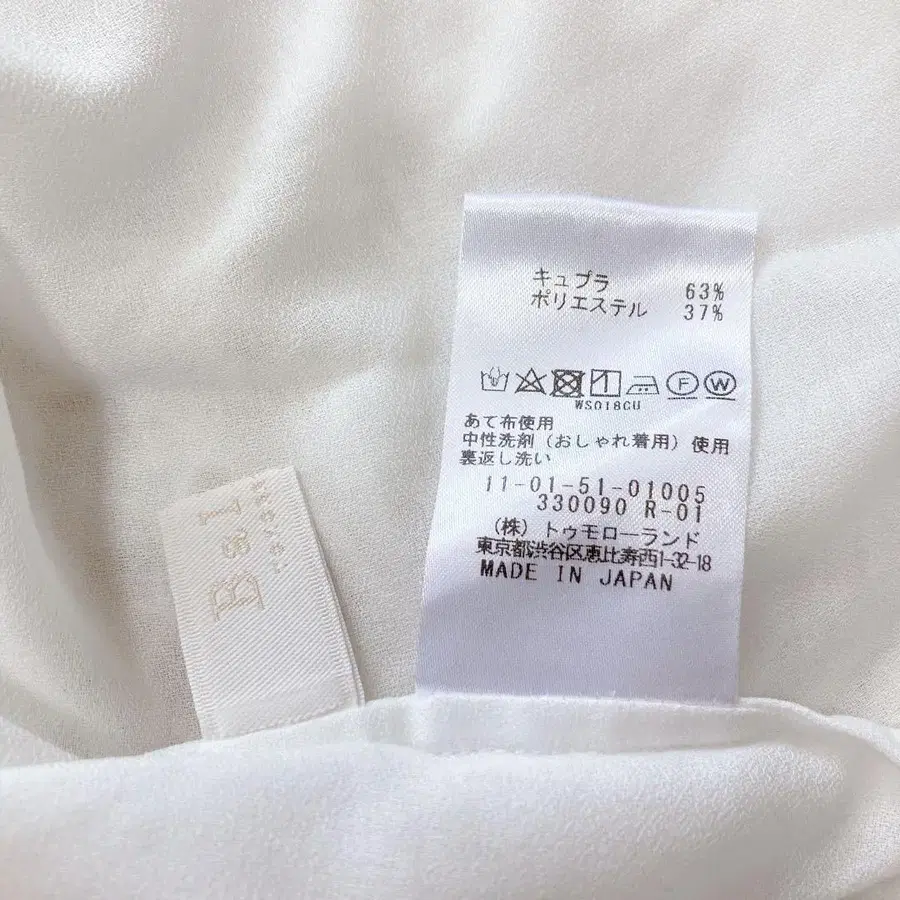 キュプラ 63%
ポリエステル 37%
F W
WS018CU
あて布使用
中性洗剤(おしゃれ着用)使用
裏返し洗い
11-01-51-01005
330090 R-01
(株)トゥモローランド
東京都渋谷区恵比寿西1-32-18
MADE IN JAPAN